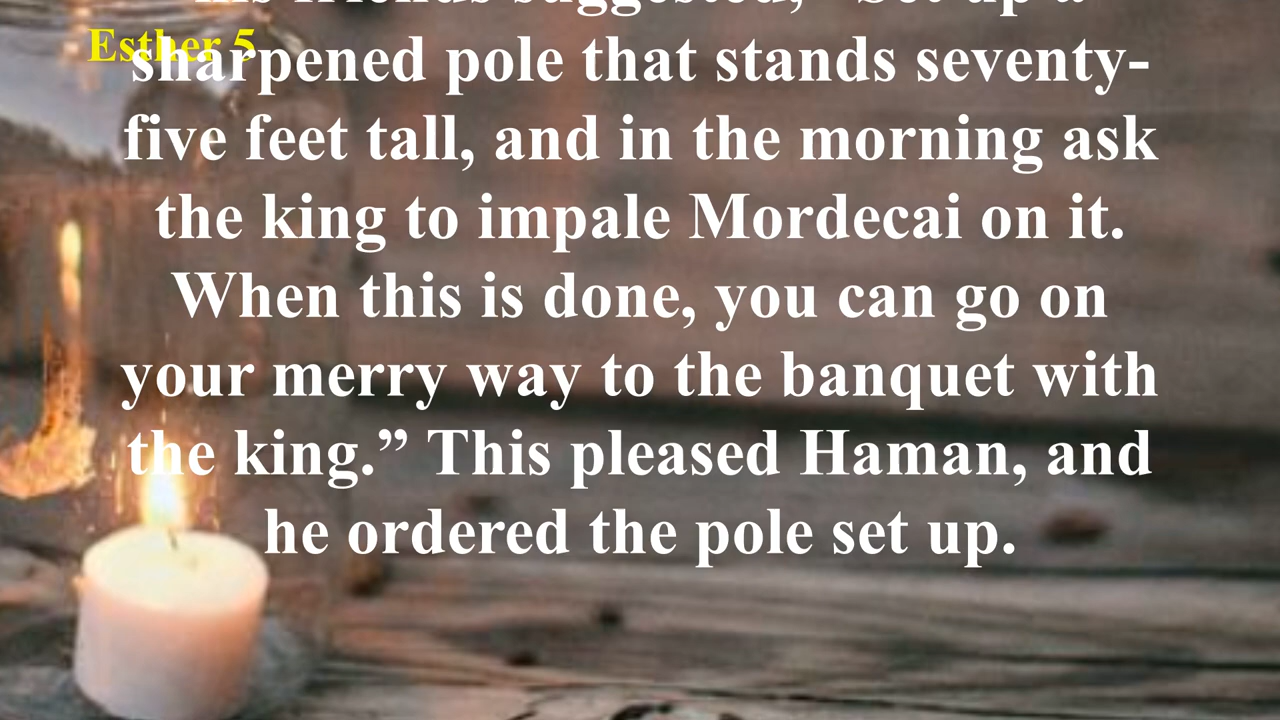 his friends suggested, “Set up a
Esther 5
sharpened pole that stands seventy-
five feet tall, and in the morning ask
the king to impale Mordecai on it.
When this is done, you can go on
your merry way to the banquet with
the king.” This pleased Haman, and
he ordered the pole set up.